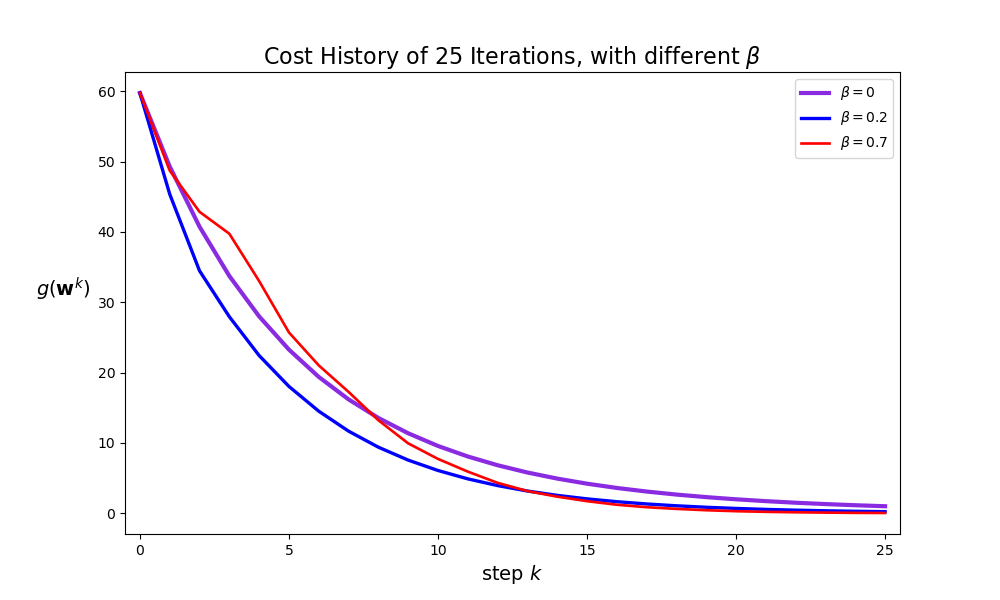 Cost History of 25 Iterations, with different β
β = 0
β = 0.2
β = 0.7
60
50
40
30
20
10
0
g(w^k)
0 5 10 15 20 25
step k